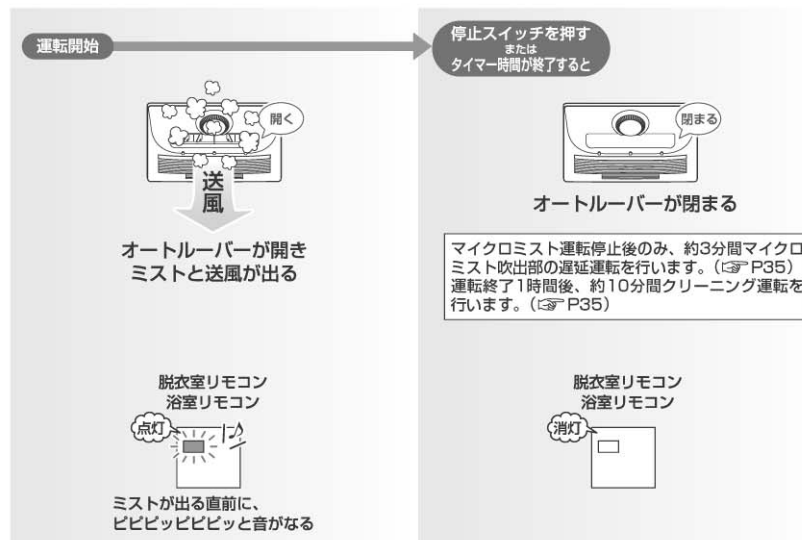 運転開始
停止スイッチを押す
または
タイマー時間が終了すると
開く
送
風
オートルーバーが開き
ミストと送風が出る
閉まる
オートルーバーが閉まる
マイクロミスト運転停止後のみ、約3分間マイクロ
ミスト吹出部の遅延運転を行います。(☞P35)
運転終了1時間後、約10分間クリーニング運転を
行います。(☞P35)
脱衣室リモコン
浴室リモコン
点灯
ミストが出る直前に、
ピピピッピピピッと音がなる
脱衣室リモコン
浴室リモコン
消灯